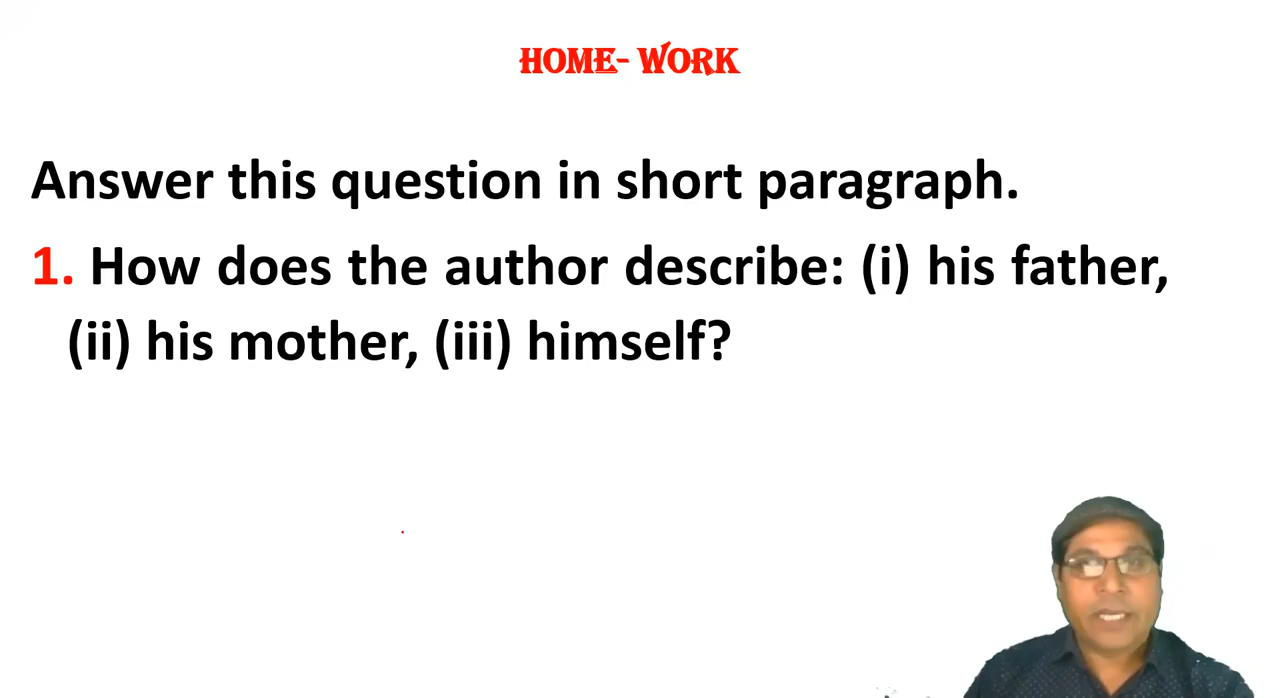 HOME- WORK
Answer this question in short paragraph.
1. How does the author describe: (i) his father,
(ii) his mother, (iii) himself?